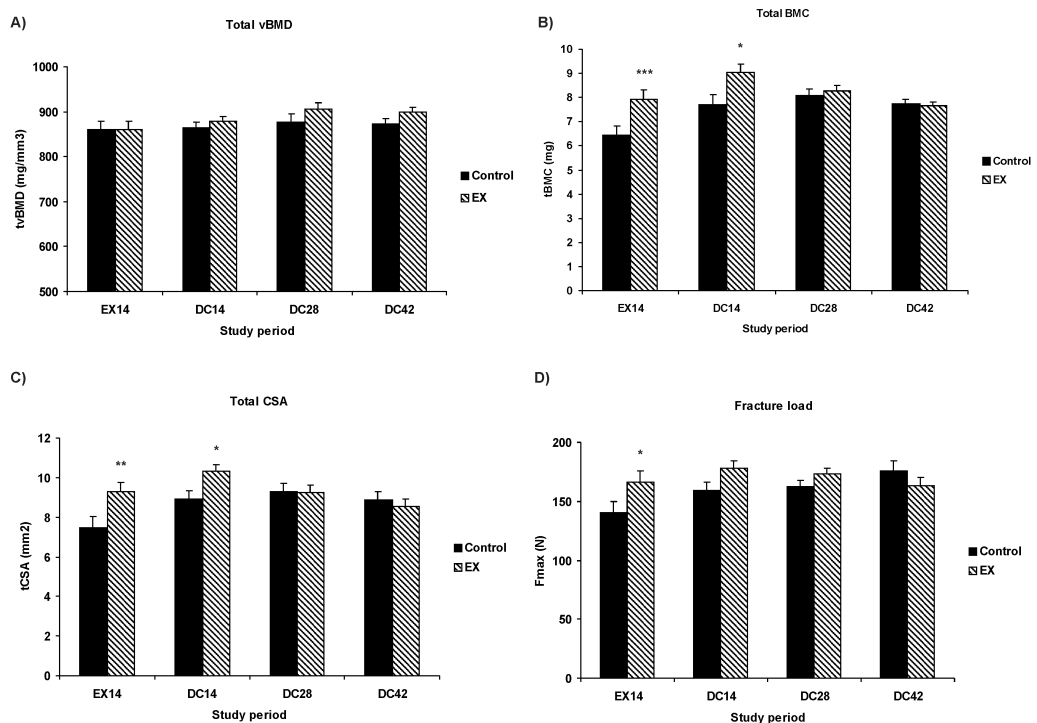 A)
Total vBMD
1000
900
800
700
600
500
tvBMD (mg/mm3)
EX14 DC14 DC28 DC42
Study period
Control
EX
B)
Total BMC
10
9
8
7
6
5
4
3
2
1
0
tBMC (mg)
***
*
EX14 DC14 DC28 DC42
Study period
Control
EX
C)
Total CSA
12
10
8
6
4
2
0
tCSA (mm2)
**
*
EX14 DC14 DC28 DC42
Study period
Control
EX
D)
Fracture load
200
150
100
50
0
Fmax (N)
*
EX14 DC14 DC28 DC42
Study period
Control
EX